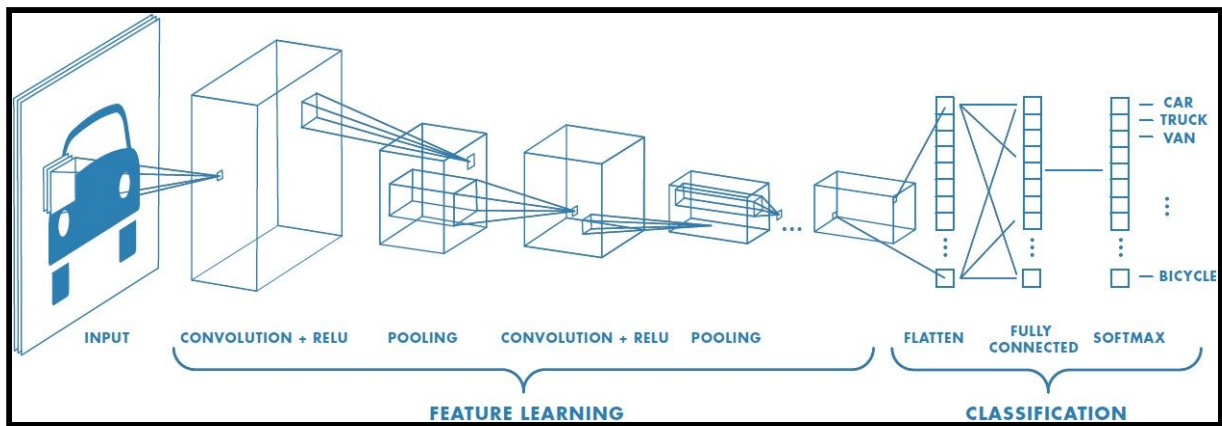 CAR
TRUCK
VAN
BICYCLE
INPUT
CONVOLUTION + RELU
POOLING
CONVOLUTION + RELU
POOLING
FLATTEN
FULLY
CONNECTED
SOFTMAX
FEATURE LEARNING
CLASSIFICATION